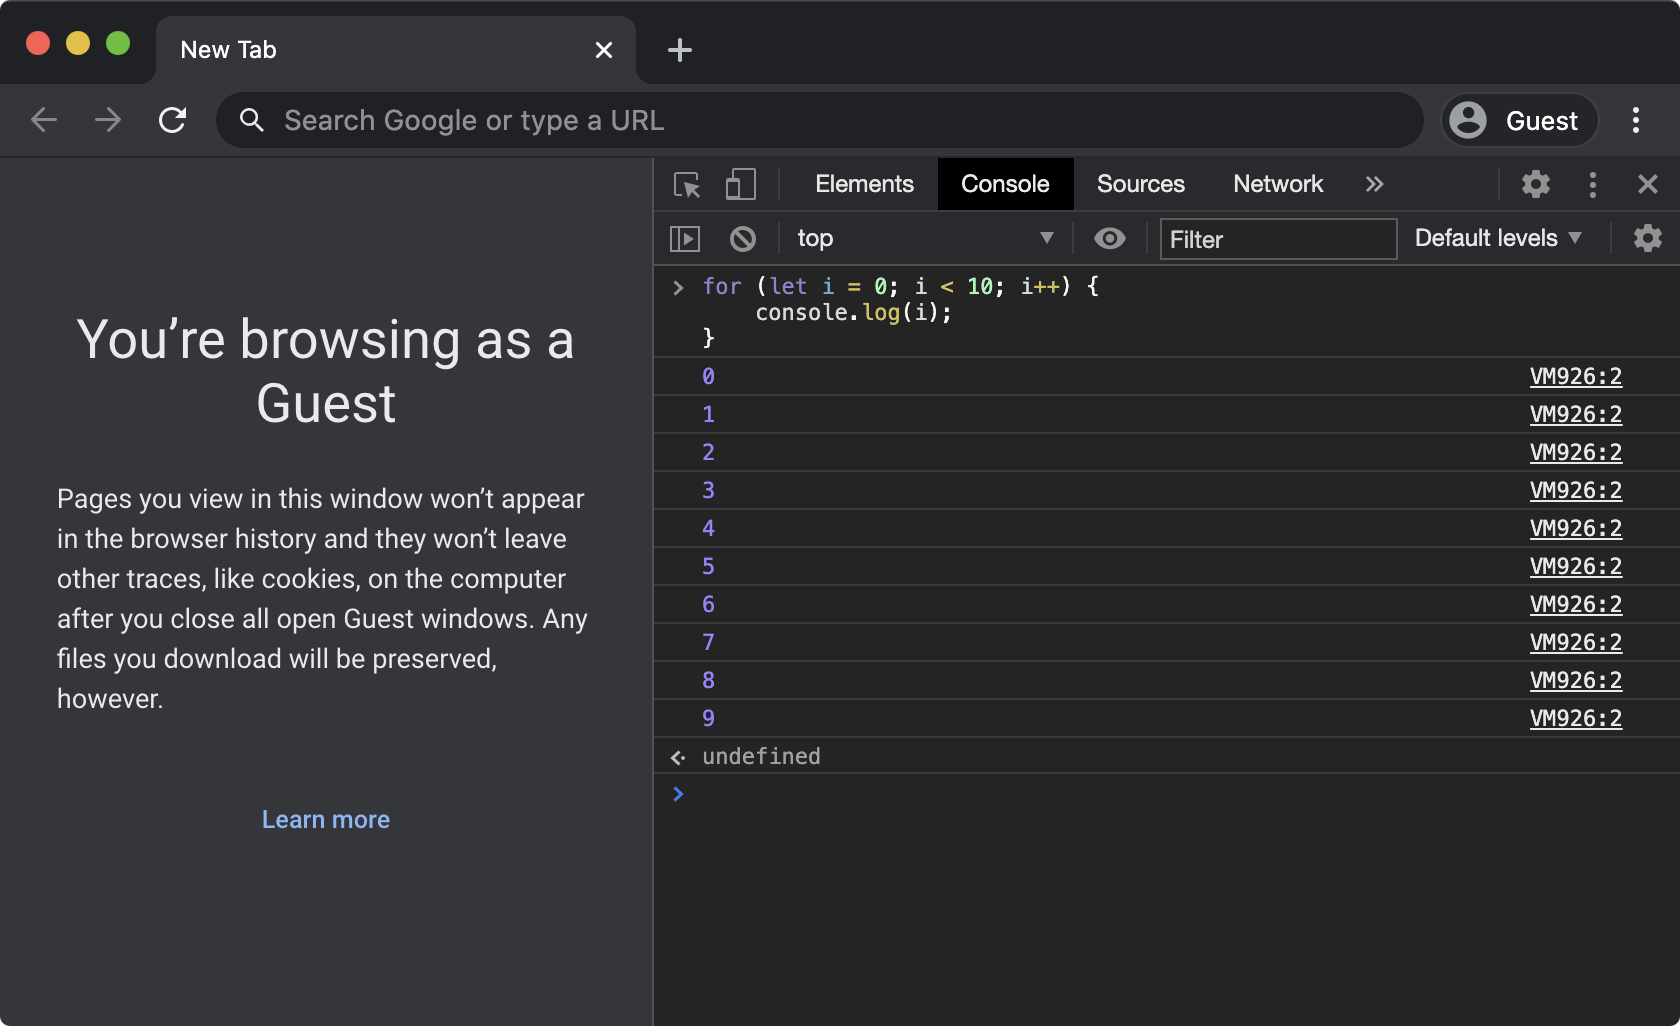 New Tab
Search Google or type a URL
Guest
You’re browsing as a
Guest
Pages you view in this window won’t appear
in the browser history and they won’t leave
other traces, like cookies, on the computer
after you close all open Guest windows. Any
files you download will be preserved,
however.
Learn more
Elements Console Sources Network
top Filter Default levels
for (let i = 0; i < 10; i++) {
    console.log(i);
}
0 VM926:2
1 VM926:2
2 VM926:2
3 VM926:2
4 VM926:2
5 VM926:2
6 VM926:2
7 VM926:2
8 VM926:2
9 VM926:2
undefined